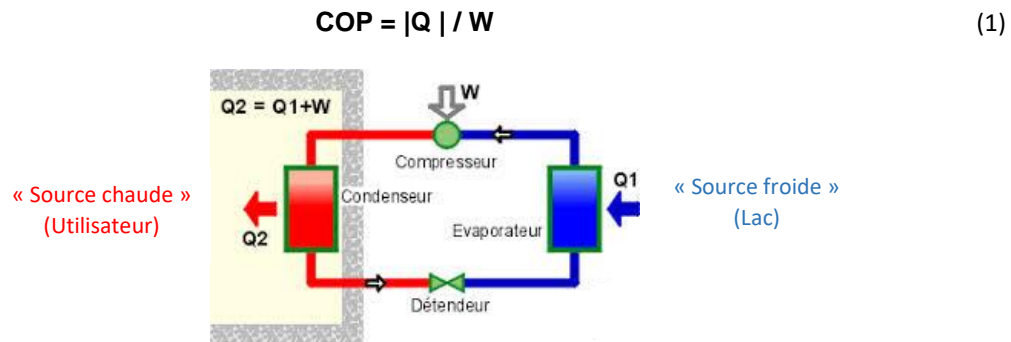 COP = |Q | / W (1)
Q2 = Q1+W
W
Compresseur
« Source chaude »
(Utilisateur)
Condenseur
Q2
Q1
Evaporateur
« Source froide »
(Lac)
Détendeur